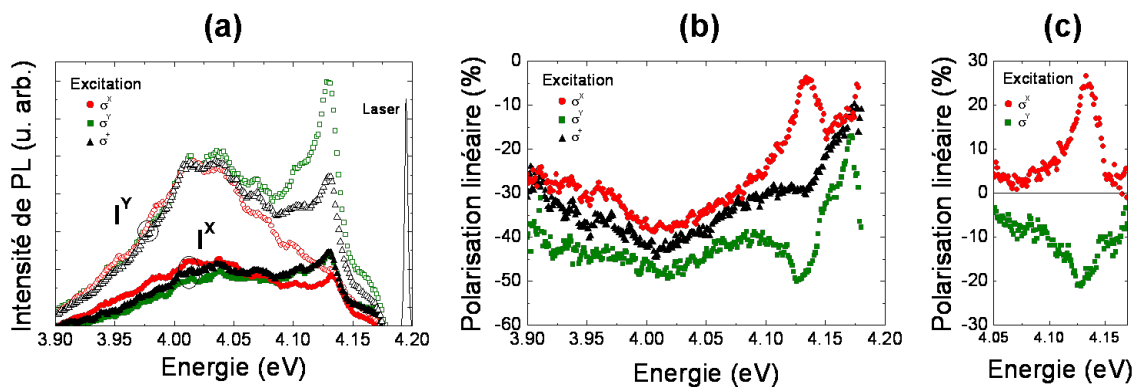 (a)
Intensité de PL (u. arb.)
Excitation
σX
σY
σ+
Laser
IY
IX
3.90 3.95 4.00 4.05 4.10 4.15 4.20
Energie (eV)
(b)
Polarisation linéaire (%)
0
-10
-20
-30
-40
-50
-60
Excitation
σX
σY
σ+
3.90 3.95 4.00 4.05 4.10 4.15 4.20
Energie (eV)
(c)
Polarisation linéaire (%)
30
20
10
0
-10
-20
-30
Excitation
σX
σY
4.05 4.10 4.15
Energie (eV)